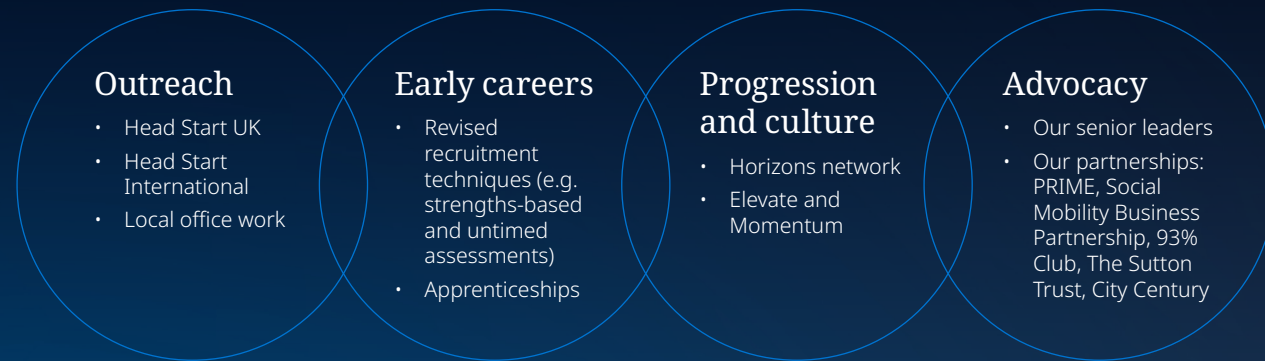 Outreach
• Head Start UK
• Head Start
International
• Local office work
Early careers
• Revised
recruitment
techniques (e.g.
strengths-based
and untimed
assessments)
• Apprenticeships
Progression
and culture
• Horizons network
• Elevate and
Momentum
Advocacy
• Our senior leaders
• Our partnerships:
PRIME, Social
Mobility Business
Partnership, 93%
Club, The Sutton
Trust, City Century